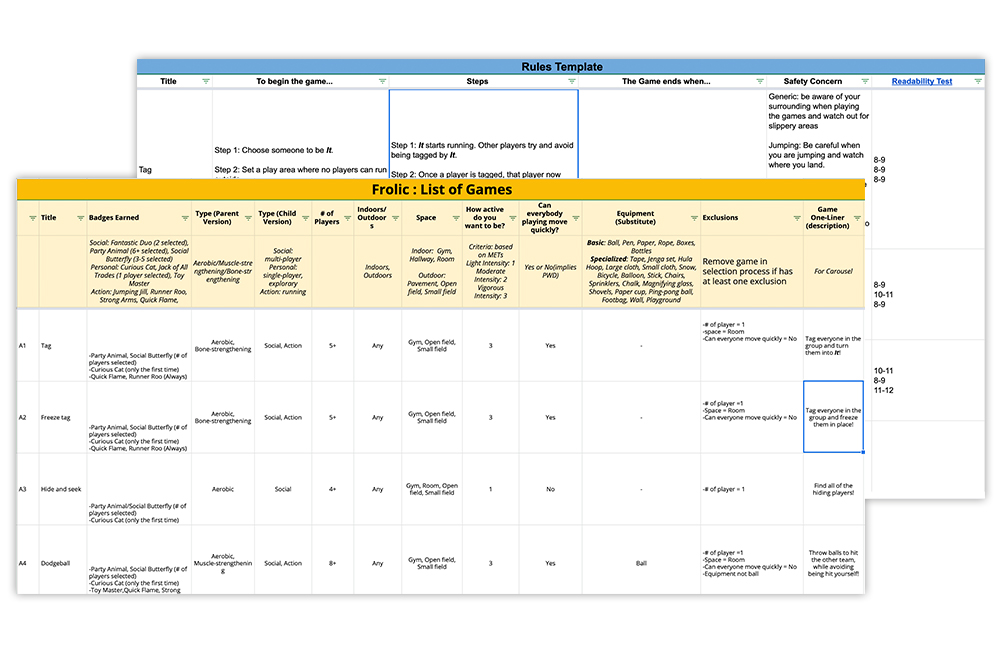 Rules Template
Title
To begin the game...
Steps
The Game ends when...
Safety Concern
Readability Test
Generic: be aware of your
surrounding when playing
the games and watch out for
slippery areas
Jumping: Be careful when
you are jumping and watch
where you land.
Tag
Step 1: Choose someone to be It.
Step 2: Set a play area where no players can run
Step 1: It starts running. Other players try and avoid
being tagged by It.
Step 2: Once a player is tagged, that player now
8-9
8-9
8-9
8-9
10-11
8-9
10-11
8-9
11-12
Frolic : List of Games
Title
Badges Earned
Type (Parent
Version)
Type (Child
Version)
# of
Players
Indoors/
Outdoor
s
Space
How active
do you
want to be?
Can
everybody
playing move
quickly?
Equipment
(Substitute)
Exclusions
Game
One-Liner
(description)
Social: Fantastic Duo (2 selected),
Party Animal (6+ selected), Social
Butterfly (3-5 selected)
Personal: Curious Cat, Jack of All
Trades (1 player selected), Toy
Master
Action: Jumping Jill, Runner Roo,
Strong Arms, Quick Flame,
Aerobic/Muscle-stre
ngthening/Bone-str
engthening
Social:
multi-player
Personal:
single-player,
explorary
Action: running
Indoors,
Outdoors
Indoor: Gym,
Hallway, Room
Outdoor:
Pavement, Open
field, Small field
Criteria: based
on METs
Light Intensity: 1
Moderate
Intensity: 2
Vigorous
Intensity: 3
Yes or No(implies
PWD)
Basic: Ball, Pen, Paper, Rope, Boxes,
Bottles
Specialized: Tape, Jenga set, Hula
Hoop, Large cloth, Small cloth, Snow,
Bicycle, Balloon, Stick, Chairs,
Sprinklers, Chalk, Magnifying glass,
Shovels, Paper cup, Ping-pong ball,
Footbag, Wall, Playground
Remove game in
selection process if has
at least one exclusion
For Carousel
A1
Tag
-Party Animal, Social Butterfly (# of
players selected)
-Curious Cat (only the first time)
-Quick Flame, Runner Roo (Always)
Aerobic,
Bone-strengthening
Social, Action
5+
Any
Gym, Open field,
Small field
3
Yes
-
-# of player = 1
-space = Room
-Can everyone move quickly = No
Tag everyone in the
group and turn
them into It!
A2
Freeze tag
-Party Animal, Social Butterfly (# of
players selected)
-Curious Cat (only the first time)
-Quick Flame, Runner Roo (Always)
Aerobic,
Bone-strengthening
Social, Action
5+
Any
Gym, Open field,
Small field
3
Yes
-
-# of player =1
-Space = Room
-Can everyone move quickly = No
Tag everyone in the
group and freeze
them in place!
A3
Hide and seek
-Party Animal/Social Butterfly (# of
players selected)
-Curious Cat (only the first time)
Aerobic
Social
4+
Any
Gym, Room, Open
field, Small field
1
No
-
-# of player = 1
Find all of the
hiding players!
A4
Dodgeball
-Party Animal, Social Butterfly (# of
players selected)
-Curious Cat (only the first time)
-Toy Master,Quick Flame, Strong
Aerobic,
Muscle-strengthenin
g
Social, Action
8+
Any
Gym, Open field,
Small field
3
Yes
Ball
-# of player =1
-Space = Room
-Can everyone move quickly = No
-Equipment not ball
Throw balls to hit
the other team,
while avoiding
being hit yourself!